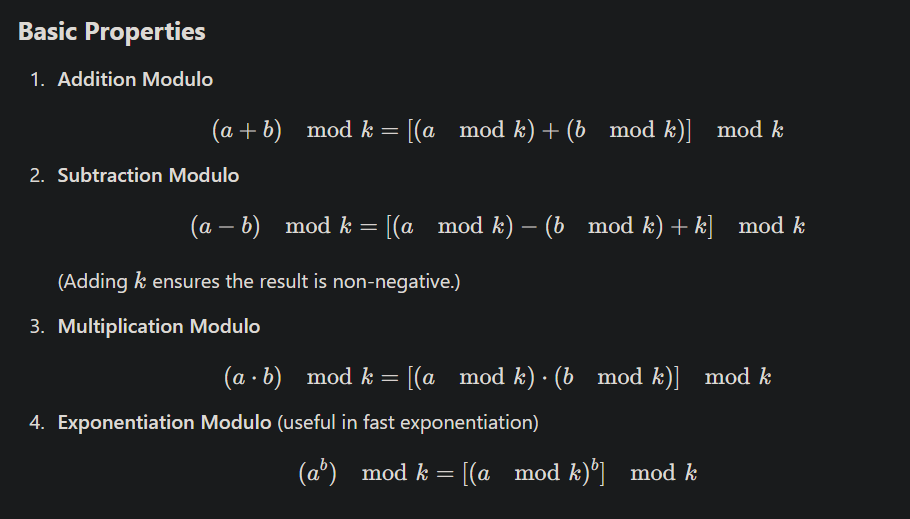 Basic Properties
1. Addition Modulo
(a + b) mod k = [(a mod k) + (b mod k)] mod k
2. Subtraction Modulo
(a − b) mod k = [(a mod k) − (b mod k) + k] mod k
(Adding k ensures the result is non-negative.)
3. Multiplication Modulo
(a · b) mod k = [(a mod k) · (b mod k)] mod k
4. Exponentiation Modulo (useful in fast exponentiation)
(a^b) mod k = [(a mod k)^b] mod k